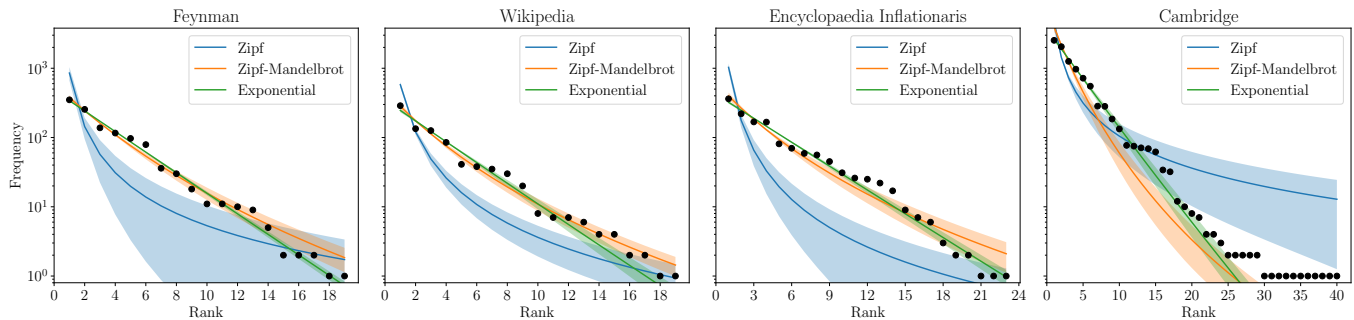 Feynman
Wikipedia
Encyclopaedia Inflationaris
Cambridge
Frequency
10³
10²
10¹
10⁰
Zipf
Zipf-Mandelbrot
Exponential
0 2 4 6 8 10 12 14 16 18
Rank
Zipf
Zipf-Mandelbrot
Exponential
0 2 4 6 8 10 12 14 16 18
Rank
Zipf
Zipf-Mandelbrot
Exponential
0 3 6 9 12 15 18 21 24
Rank
Zipf
Zipf-Mandelbrot
Exponential
0 5 10 15 20 25 30 35 40
Rank